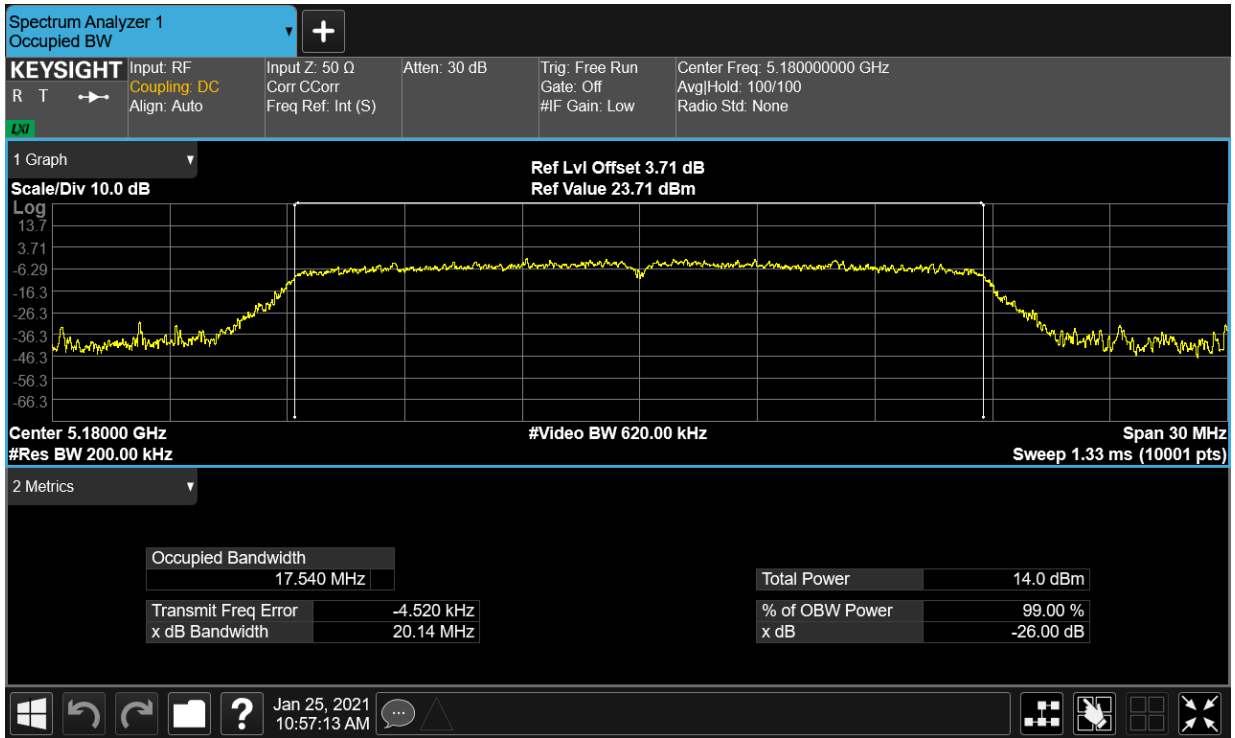 Spectrum Analyzer 1
Occupied BW
KEYSIGHT
R T
LXI
Input: RF
Coupling: DC
Align: Auto
Input Z: 50 Ω
Corr CCorr
Freq Ref: Int (S)
Atten: 30 dB
Trig: Free Run
Gate: Off
#IF Gain: Low
Center Freq: 5.180000000 GHz
Avg|Hold: 100/100
Radio Std: None
1 Graph
Scale/Div 10.0 dB
Ref Lvl Offset 3.71 dB
Ref Value 23.71 dBm
Log
13.7
3.71
-6.29
-16.3
-26.3
-36.3
-46.3
-56.3
-66.3
Center 5.18000 GHz
#Video BW 620.00 kHz
Span 30 MHz
#Res BW 200.00 kHz
Sweep 1.33 ms (10001 pts)
2 Metrics
Occupied Bandwidth
17.540 MHz
Total Power 14.0 dBm
Transmit Freq Error -4.520 kHz
% of OBW Power 99.00 %
x dB Bandwidth 20.14 MHz
x dB -26.00 dB
?
Jan 25, 2021
10:57:13 AM